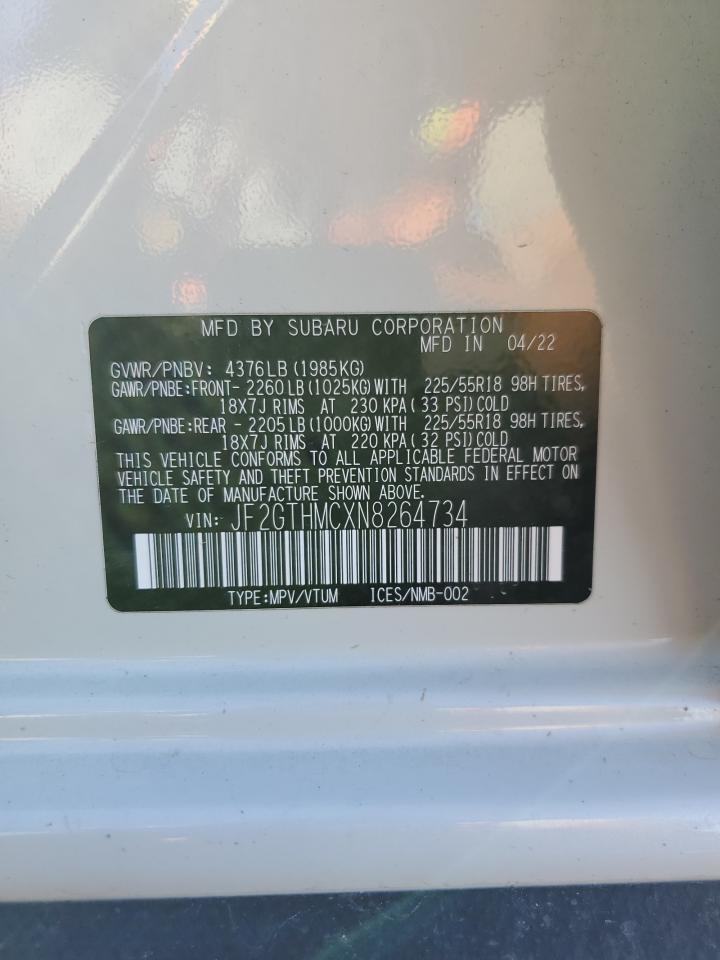 MFD BY SUBARU CORPORATION
MFD IN 04/22
GVWR/PNBV: 4376LB (1985KG)
GAWR/PNBE:FRONT- 2260LB (1025KG) WITH 225/55R18 98H TIRES,
18X7J RIMS AT 230 KPA (33 PSI) COLD
GAWR/PNBE:REAR - 2205LB (1000KG) WITH 225/55R18 98H TIRES,
18X7J RIMS AT 220 KPA (32 PSI) COLD
THIS VEHICLE CONFORMS TO ALL APPLICABLE FEDERAL MOTOR
VEHICLE SAFETY AND THEFT PREVENTION STANDARDS IN EFFECT ON
THE DATE OF MANUFACTURE SHOWN ABOVE.
VIN: JF2GTHMCXN8264734
TYPE:MPV/VTUM ICES/NMB-002